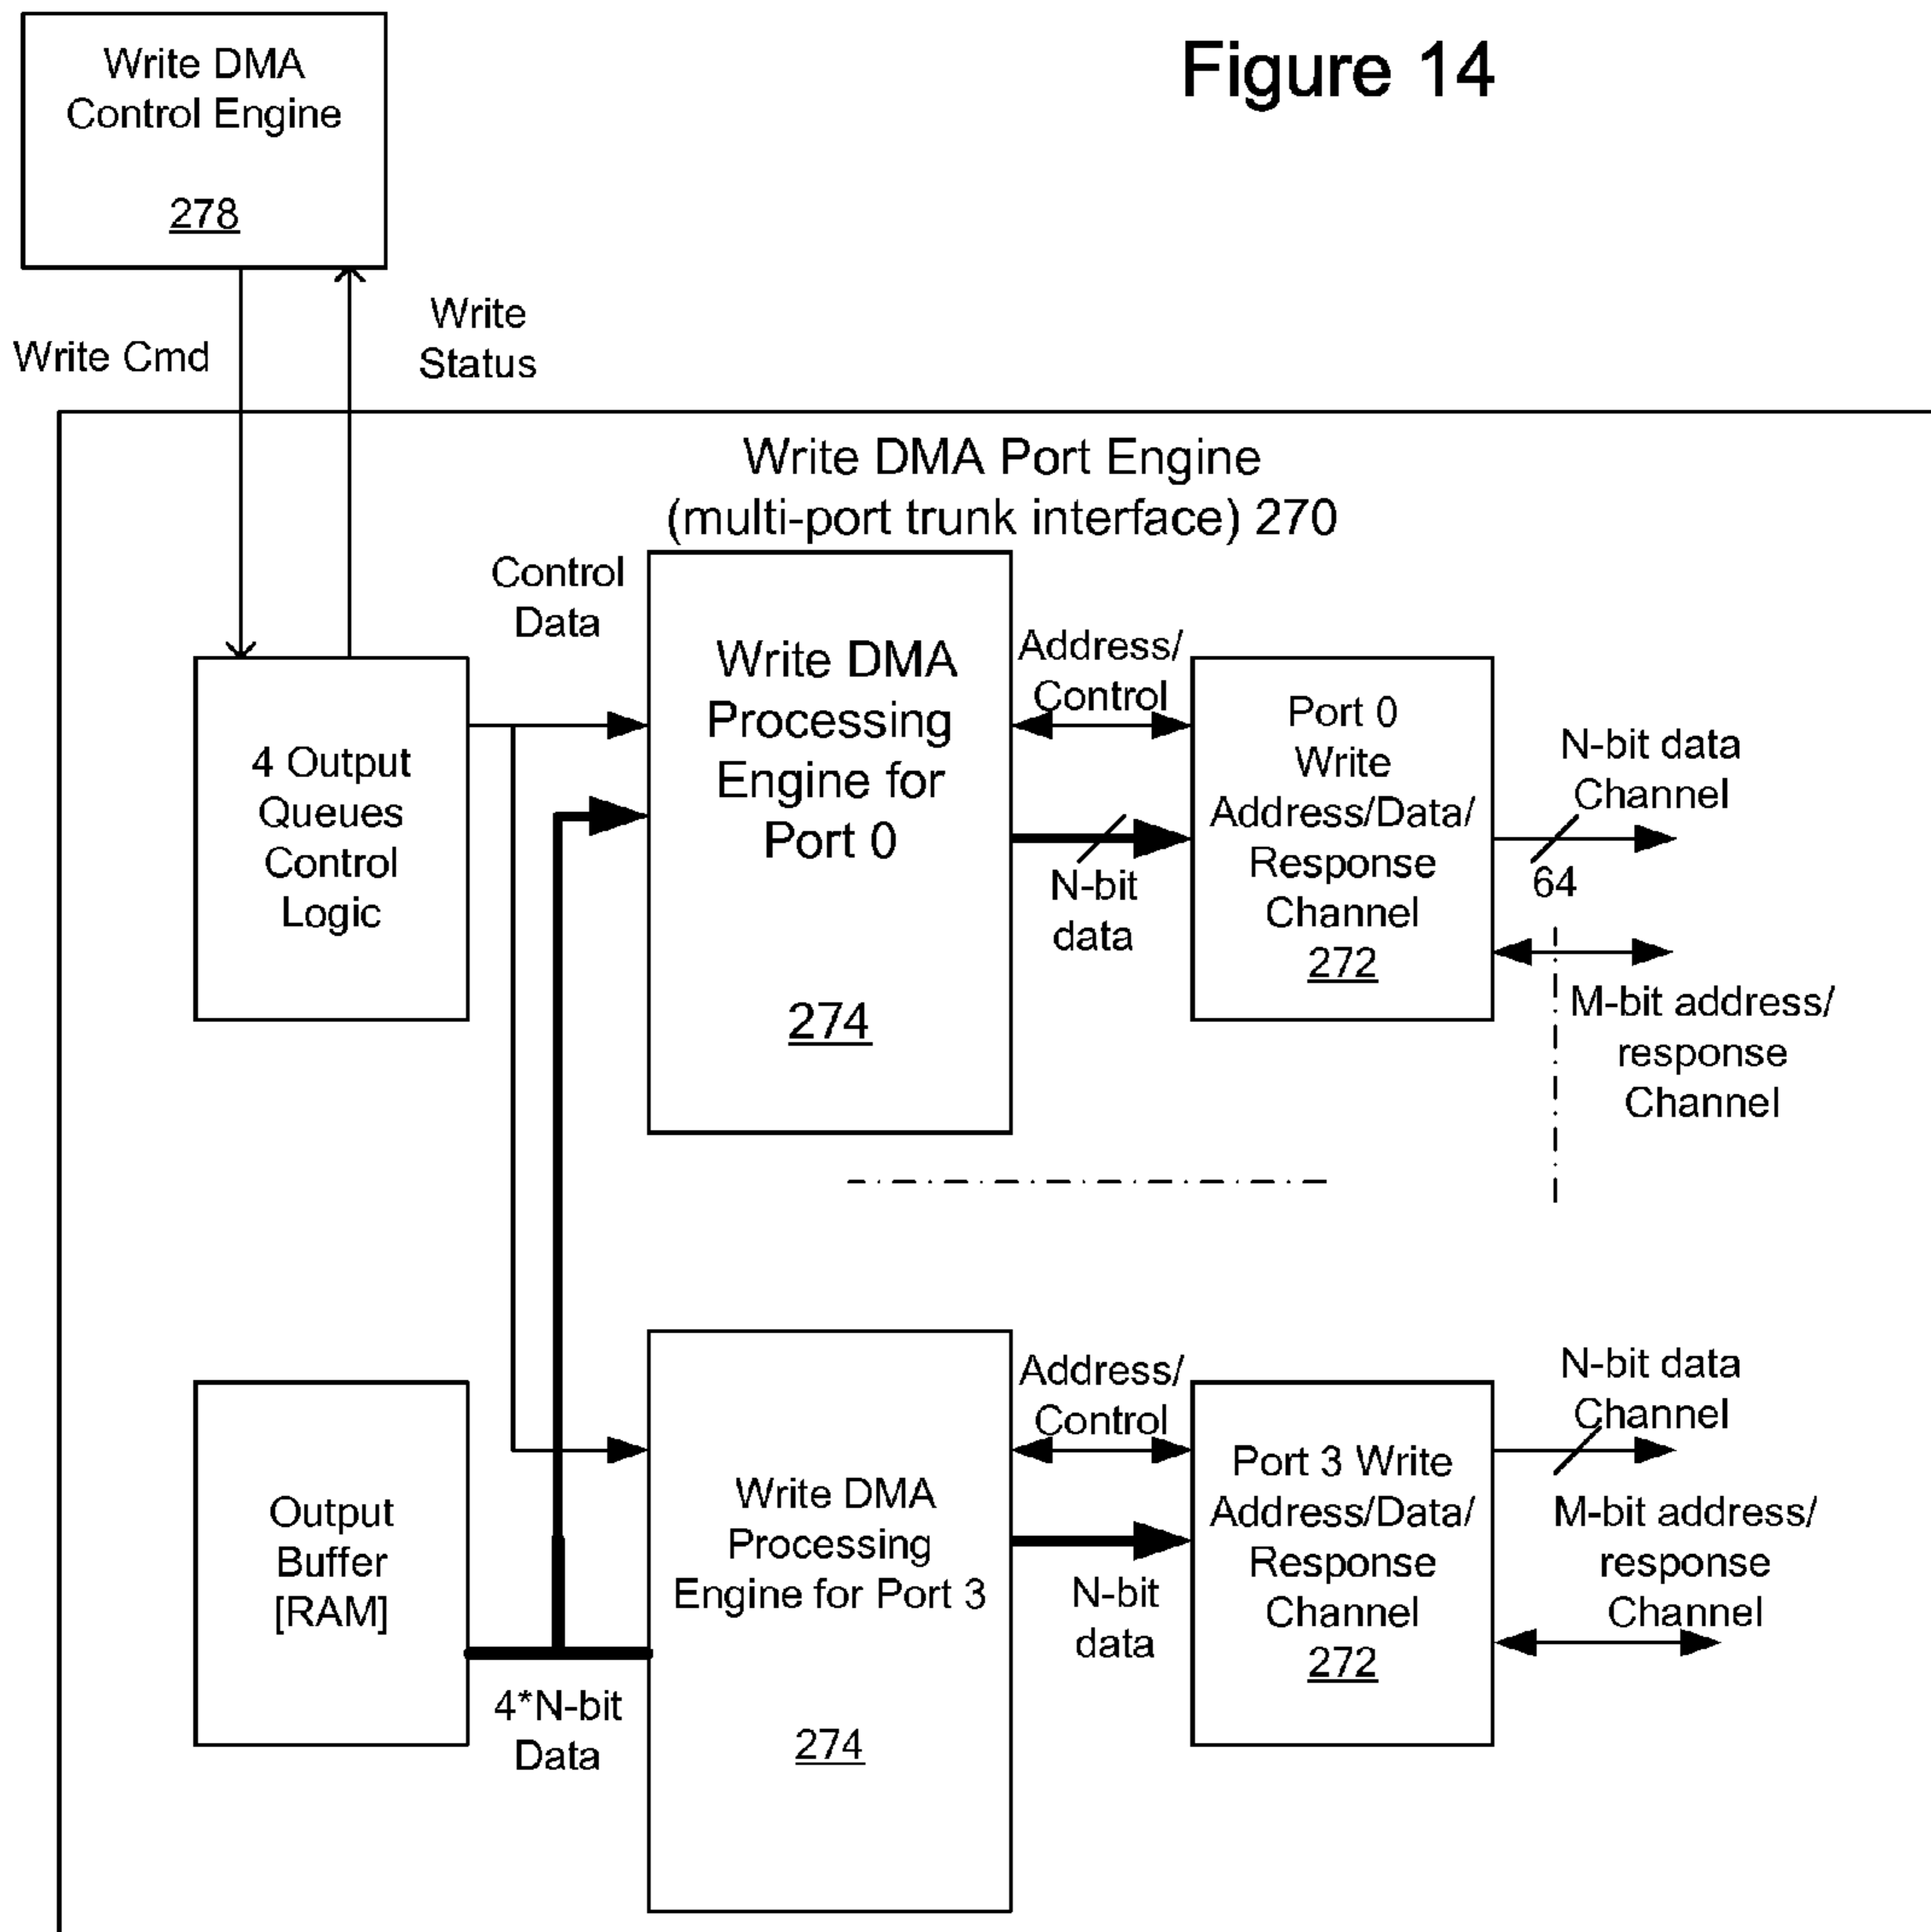 Figure 14
Write DMA
Control Engine
278
Write Cmd
Write
Status
Write DMA Port Engine
(multi-port trunk interface) 270
Control
Data
4 Output
Queues
Control
Logic
Write DMA
Processing
Engine for
Port 0
274
Address/
Control
N-bit
data
Port 0
Write
Address/Data/
Response
Channel
272
N-bit data
Channel
64
M-bit address/
response
Channel
Output
Buffer
[RAM]
4*N-bit
Data
Write DMA
Processing
Engine for Port 3
274
Address/
Control
N-bit
data
Port 3 Write
Address/Data/
Response
Channel
272
N-bit data
Channel
M-bit address/
response
Channel